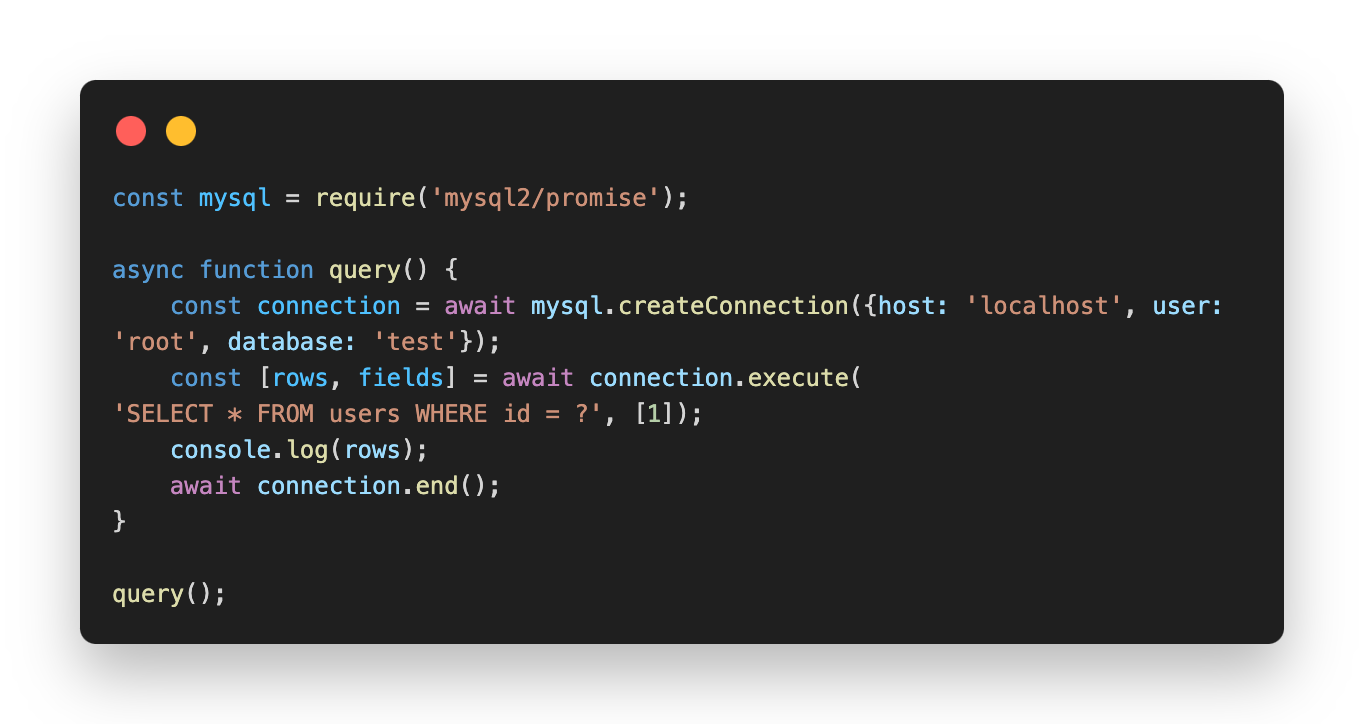 const mysql = require('mysql2/promise');

async function query() {
    const connection = await mysql.createConnection({host: 'localhost', user:
'root', database: 'test'});
    const [rows, fields] = await connection.execute(
'SELECT * FROM users WHERE id = ?', [1]);
    console.log(rows);
    await connection.end();
}

query();